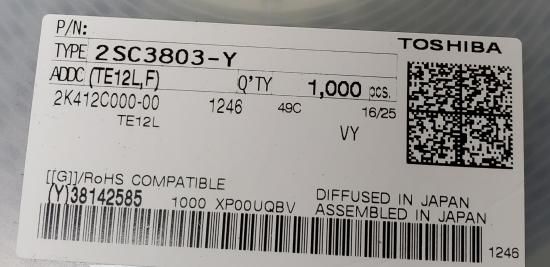 P/N:
TOSHIBA
TYPE 2SC3803-Y
ADDC (TE12L,F) Q'TY 1,000 pcs.
2K412C000-00 1246 49C 16/25
TE12L VY
[[G]]/RoHS COMPATIBLE
DIFFUSED IN JAPAN
(Y)38142585 1000 XP00UQBV ASSEMBLED IN JAPAN
1246